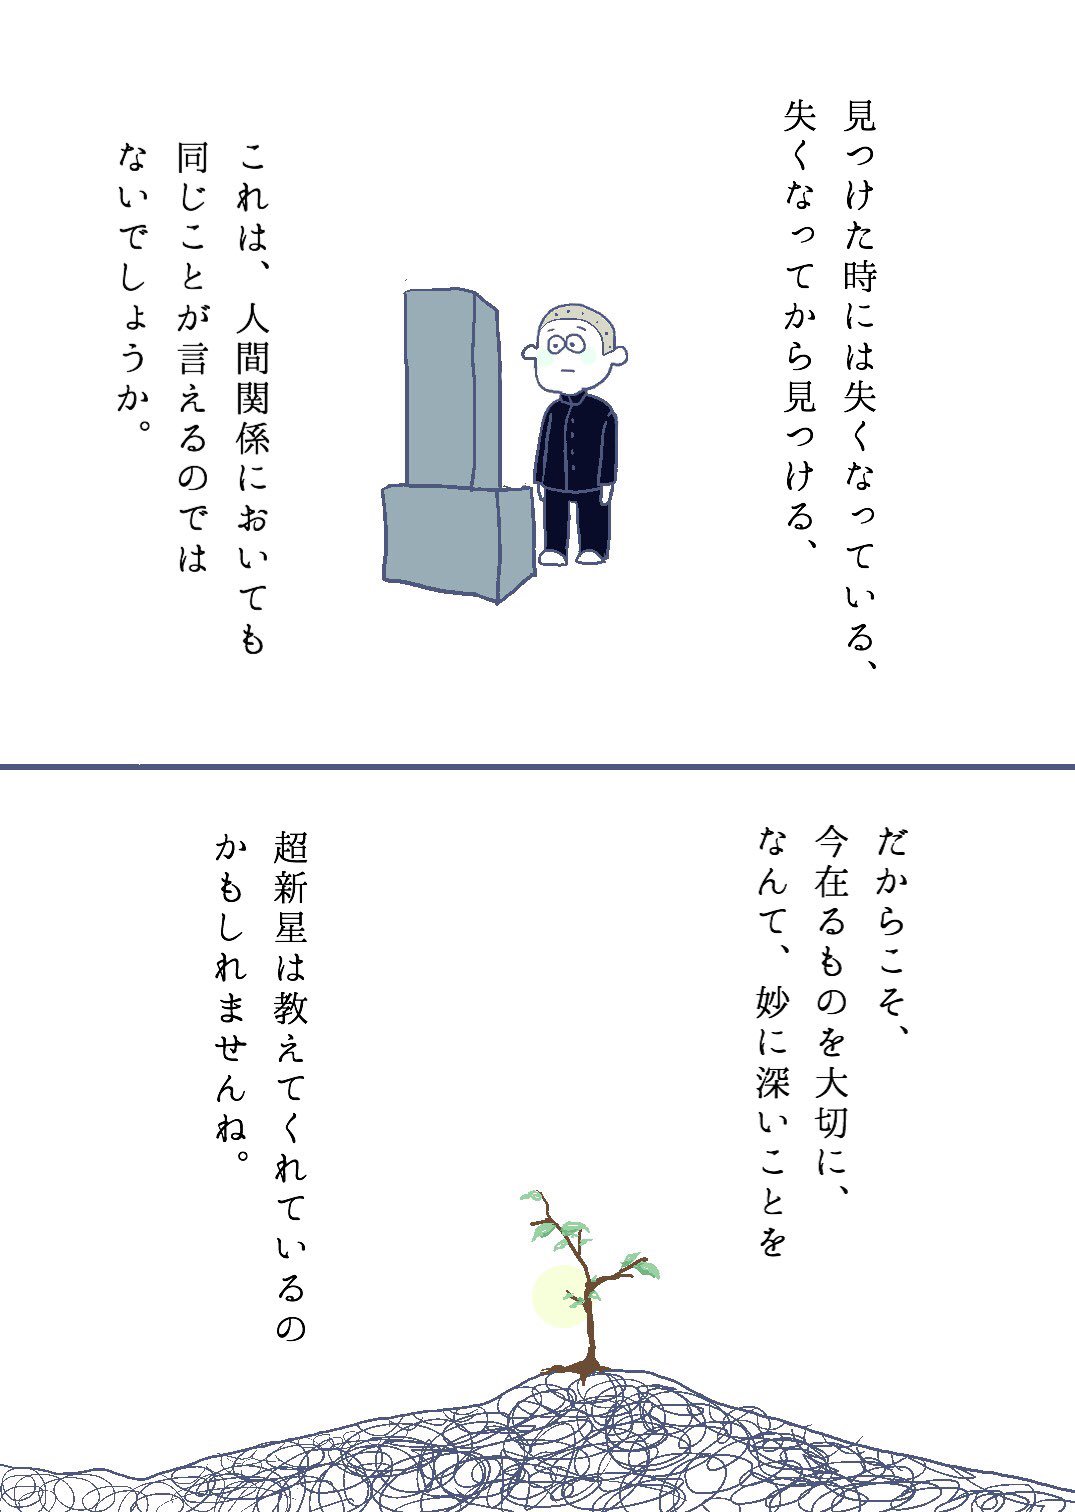 見つけた時には失くなっている、
失くなってから見つける、
これは、人間関係においても
同じことが言えるのでは
ないでしょうか。
だからこそ、
今在るものを大切に、
なんて、妙に深いことを
超新星は教えてくれているの
かもしれませんね。